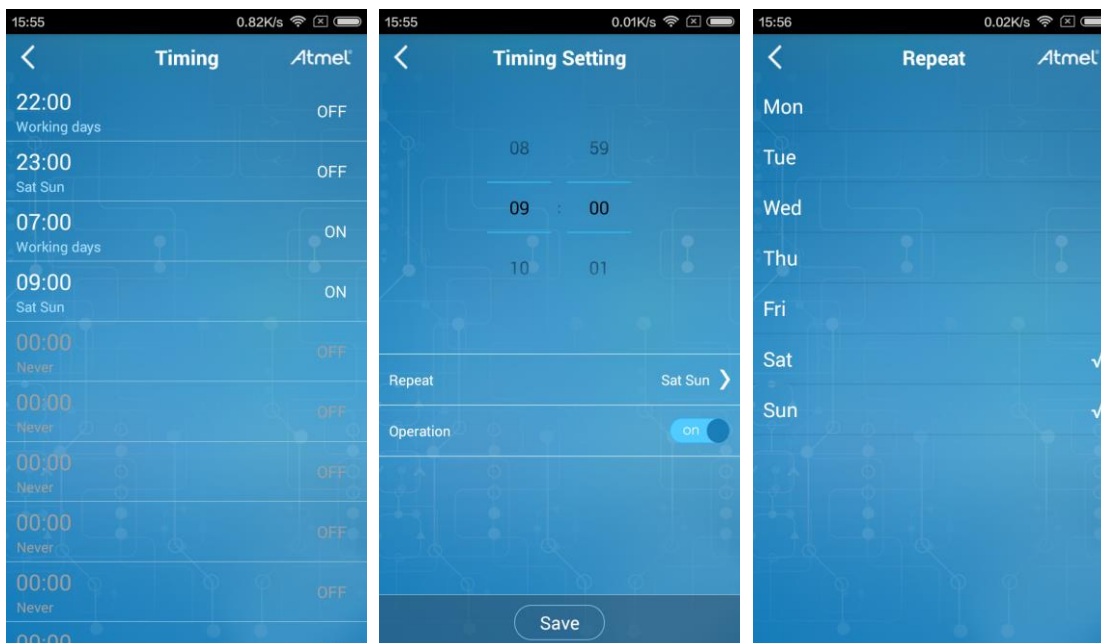 15:55 0.82K/s
Timing Atmel
22:00 OFF
Working days
23:00 OFF
Sat Sun
07:00 ON
Working days
09:00 ON
Sat Sun
00:00 OFF
Never
00:00 OFF
Never
00:00 OFF
Never
00:00 OFF
Never
00:00 OFF
Never
00:00
15:55 0.01K/s
Timing Setting
08 59
09 : 00
10 01
Repeat Sat Sun
Operation on
Save
15:56 0.02K/s
Repeat Atmel
Mon
Tue
Wed
Thu
Fri
Sat √
Sun √